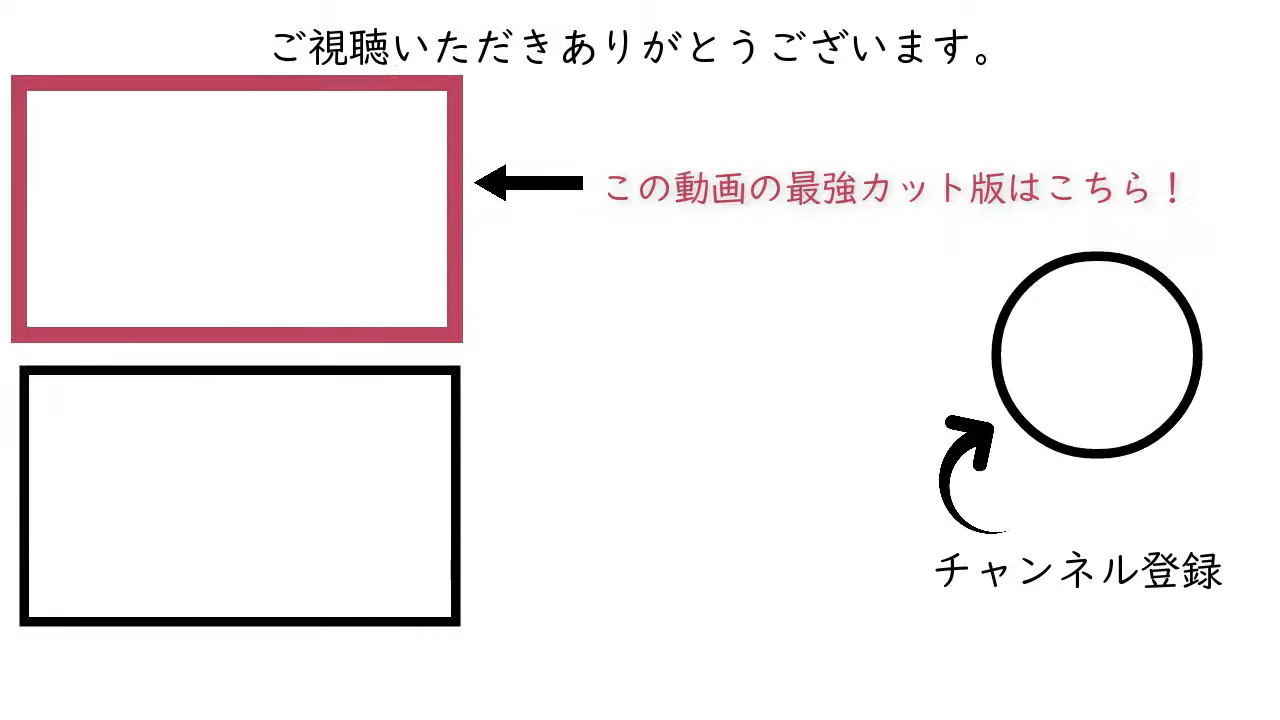 ご視聴いただきありがとうございます。
この動画の最強カット版はこちら！
チャンネル登録